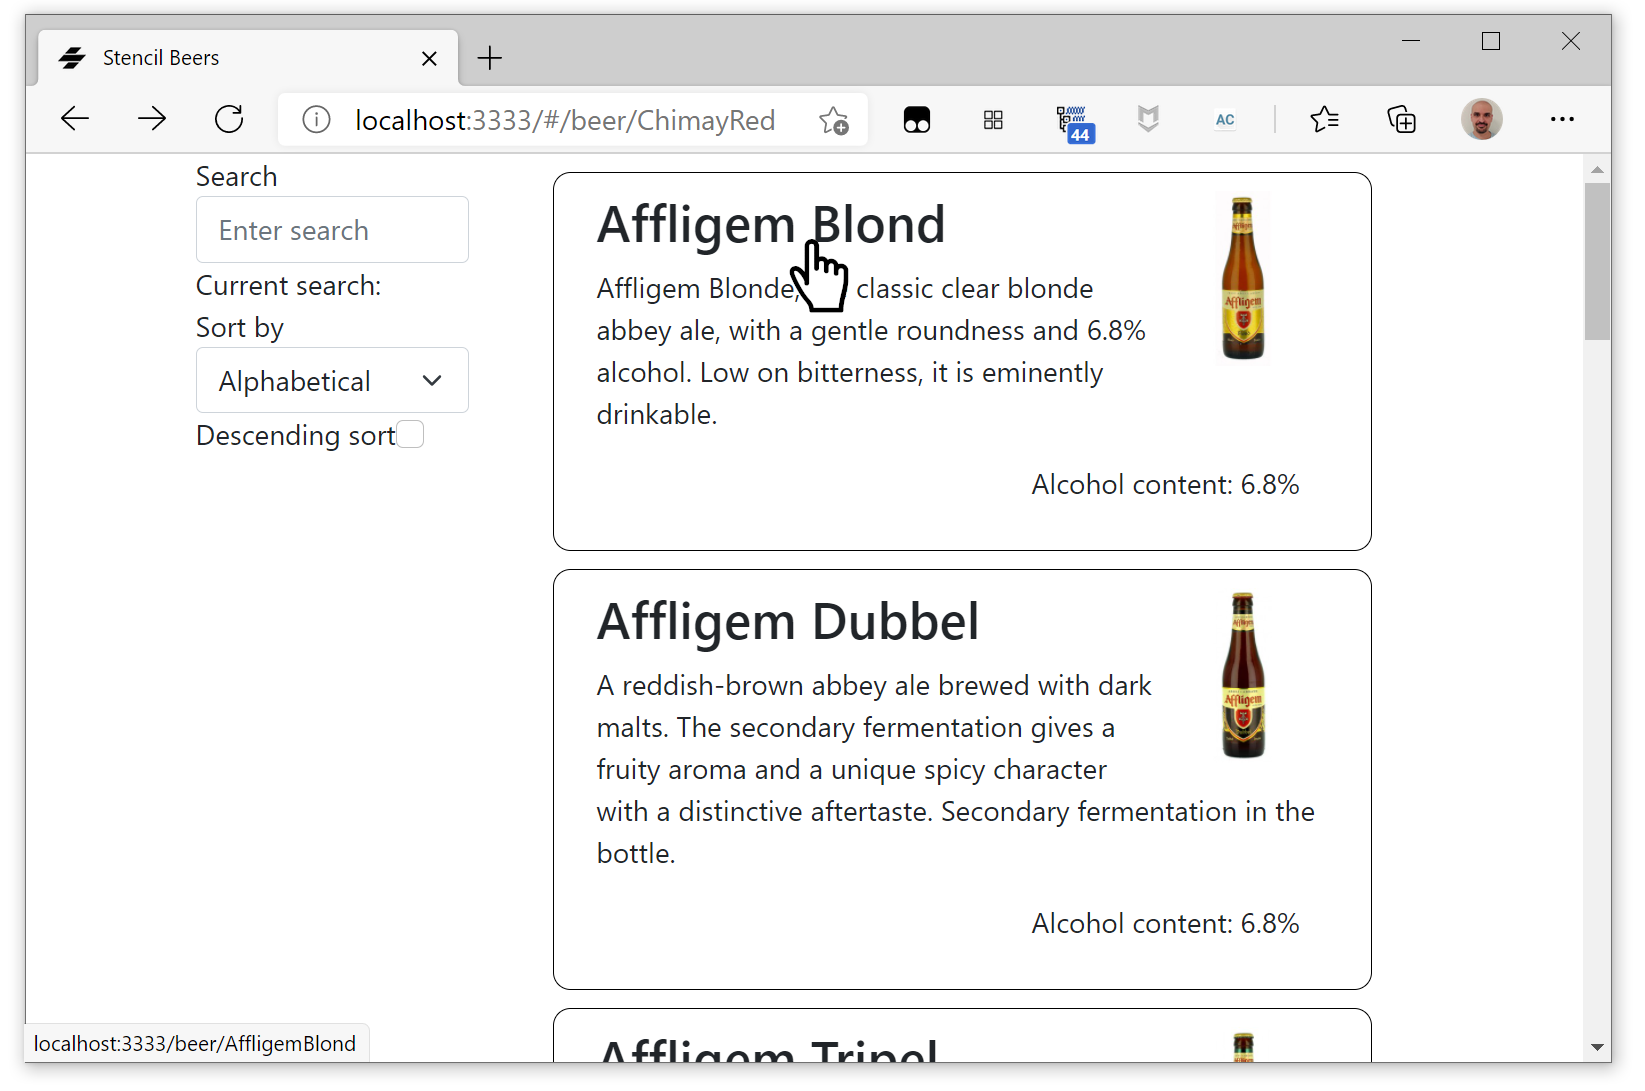 Stencil Beers
localhost:3333/#/beer/ChimayRed
44
AC
Search
Enter search
Current search:
Sort by
Alphabetical
Descending sort
Affligem Blond
Affligem Blonde, classic clear blonde
abbey ale, with a gentle roundness and 6.8%
alcohol. Low on bitterness, it is eminently
drinkable.
Affligem
Alcohol content: 6.8%
Affligem Dubbel
A reddish-brown abbey ale brewed with dark
malts. The secondary fermentation gives a
fruity aroma and a unique spicy character
with a distinctive aftertaste. Secondary fermentation in the
bottle.
Affligem
Alcohol content: 6.8%
Affligem Tripel
localhost:3333/beer/AffligemBlond